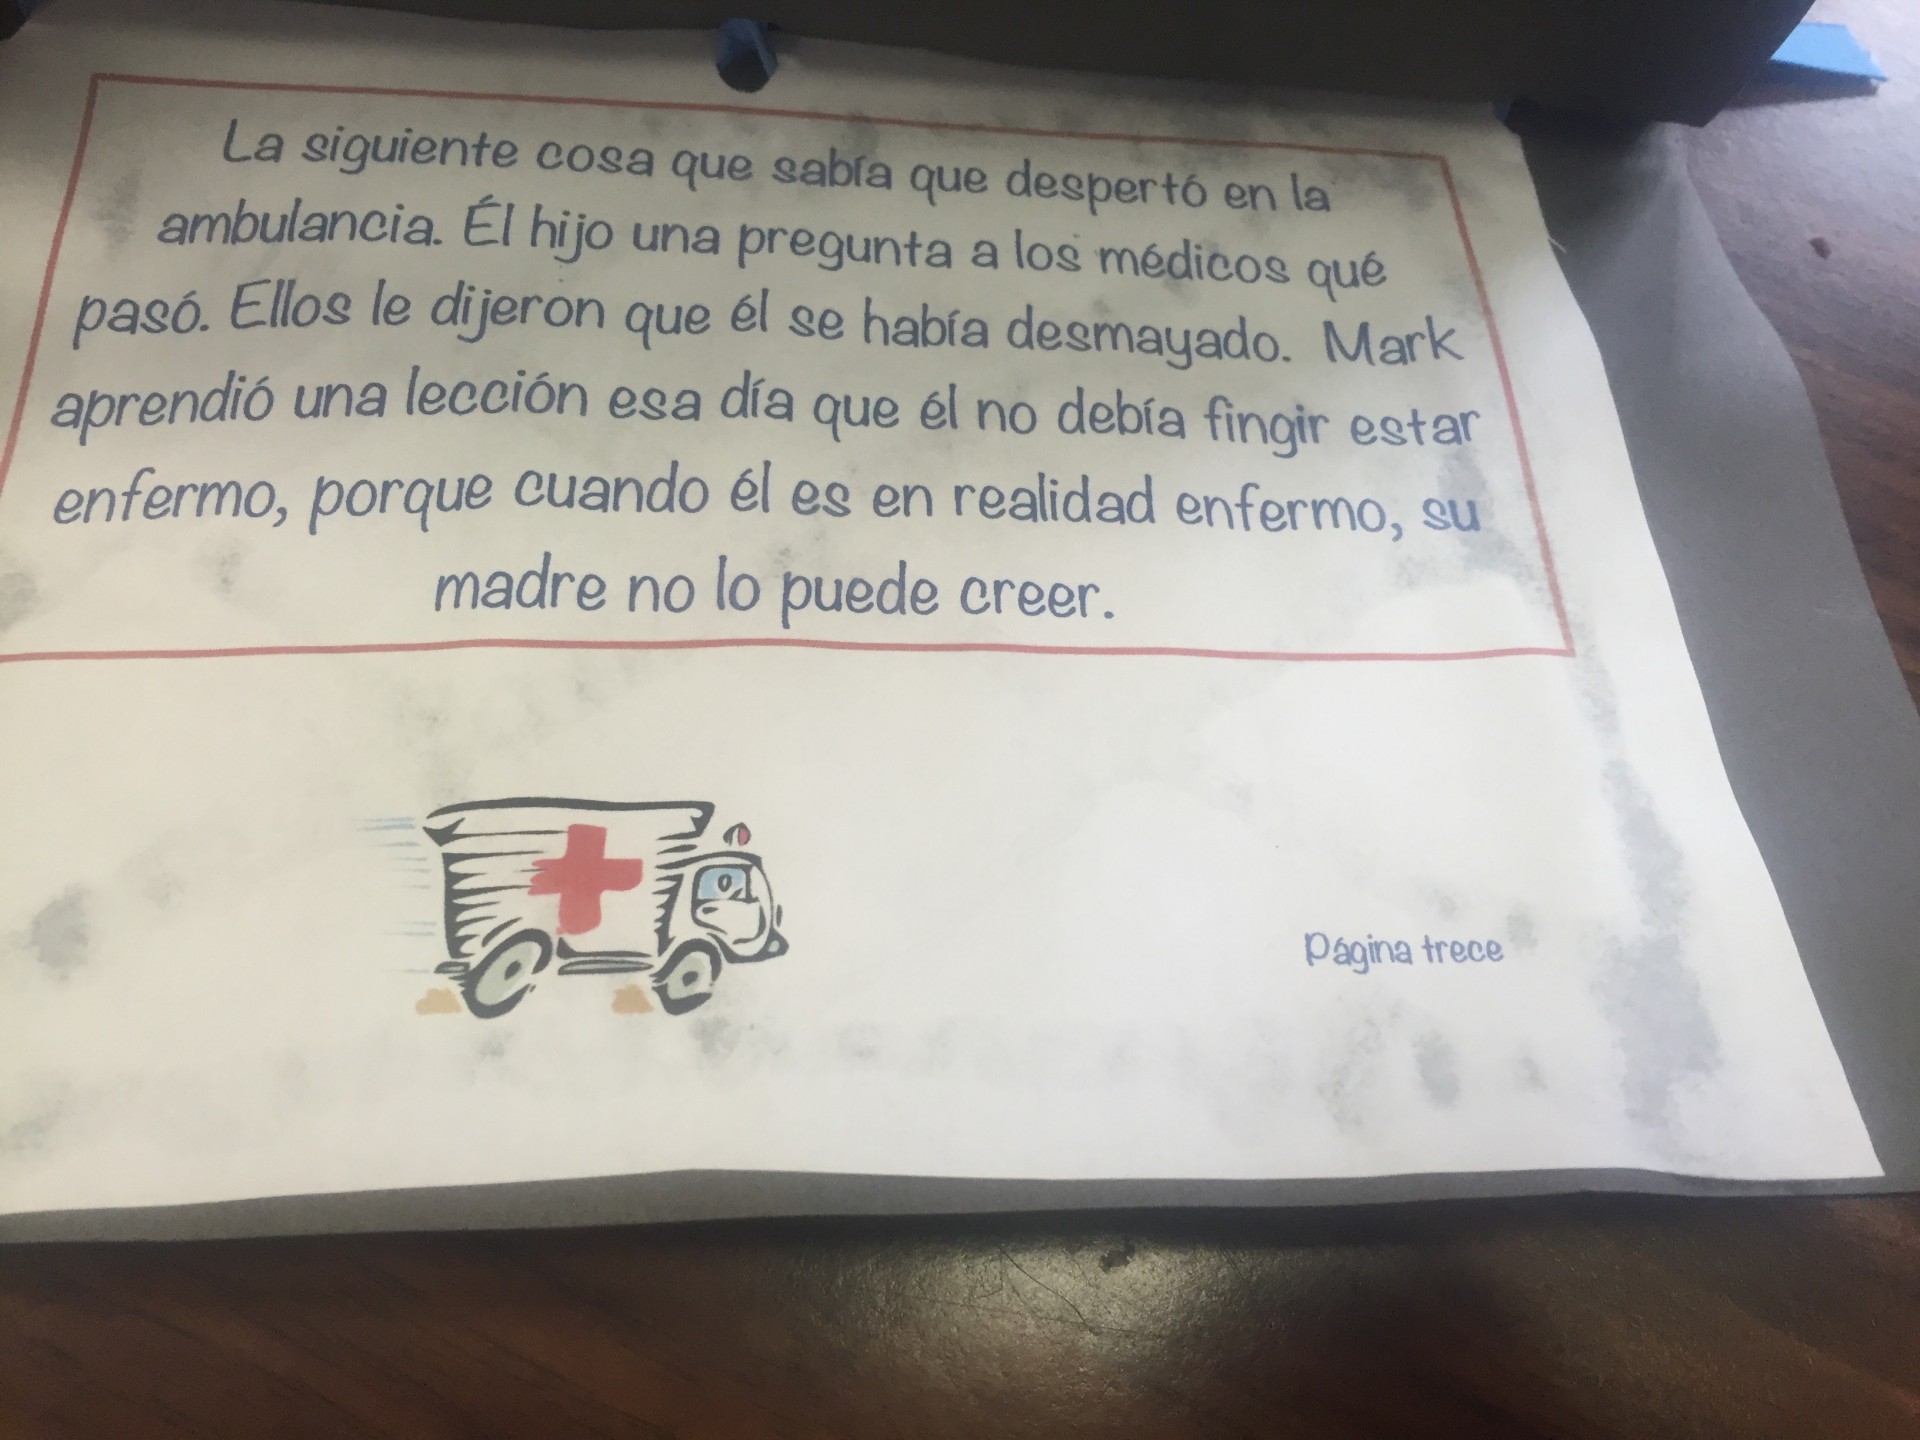 La siguiente cosa que sabía que despertó en la
ambulancia. Él hijo una pregunta a los médicos qué
pasó. Ellos le dijeron que él se había desmayado. Mark
aprendió una lección esa día que él no debía fingir estar
enfermo, porque cuando él es en realidad enfermo, su
madre no lo puede creer.
Página trece